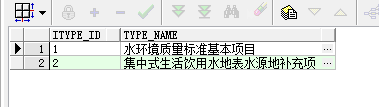 ITYPE_ID TYPE_NAME
1 1 水环境质量标准基本项目 ...
2 2 集中式生活饮用水地表水源地补充项 ...